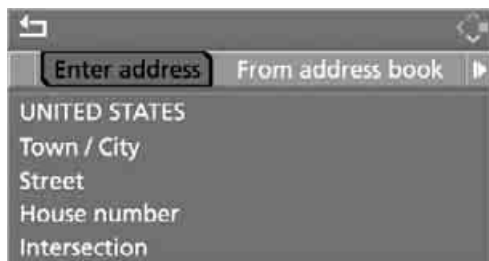 Enter address From address book
UNITED STATES
Town / City
Street
House number
Intersection